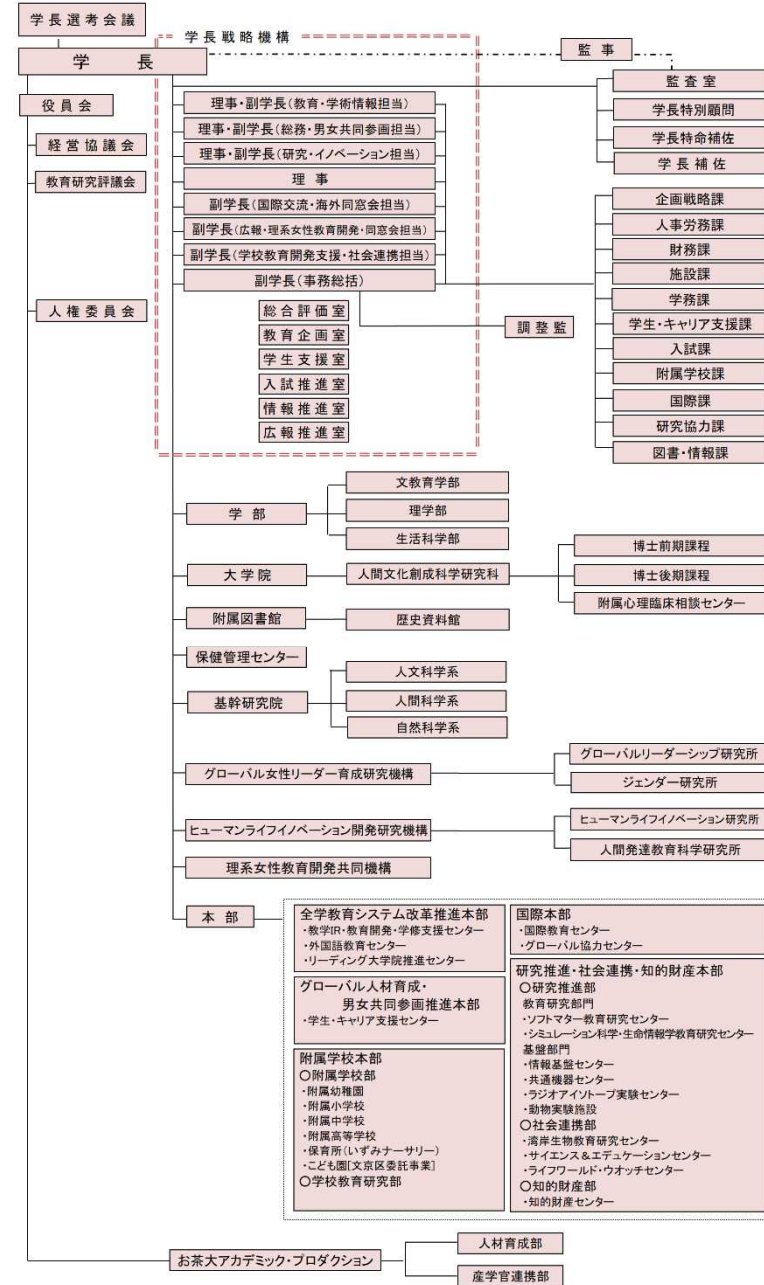 学長選考会議
学長戦略機構
監事
学長
役員会
経営協議会
教育研究評議会
人権委員会
理事・副学長(教育・学術情報担当)
理事・副学長(総務・男女共同参画担当)
理事・副学長(研究・イノベーション担当)
理事
副学長(国際交流・海外同窓会担当)
副学長(広報・理系女性教育開発・同窓会担当)
副学長(学校教育開発支援・社会連携担当)
副学長(事務総括)
総合評価室
教育企画室
学生支援室
入試推進室
情報推進室
広報推進室
調整監
監査室
学長特別顧問
学長特命補佐
学長補佐
企画戦略課
人事労務課
財務課
施設課
学務課
学生・キャリア支援課
入試課
附属学校課
国際課
研究協力課
図書・情報課
学部
文教育学部
理学部
生活科学部
大学院
人間文化創成科学研究科
博士前期課程
博士後期課程
附属心理臨床相談センター
附属図書館
歴史資料館
保健管理センター
基幹研究院
人文科学系
人間科学系
自然科学系
グローバル女性リーダー育成研究機構
グローバルリーダーシップ研究所
ジェンダー研究所
ヒューマンライフイノベーション開発研究機構
ヒューマンライフイノベーション研究所
人間発達教育科学研究所
理系女性教育開発共同機構
本部
全学教育システム改革推進本部
・教学IR・教育開発・学修支援センター
・外国語教育センター
・リーディング大学院推進センター
グローバル人材育成・
男女共同参画推進本部
・学生・キャリア支援センター
附属学校本部
○附属学校部
・附属幼稚園
・附属小学校
・附属中学校
・附属高等学校
・保育所(いずみナーサリー)
・こども園[文京区委託事業]
○学校教育研究部
国際本部
・国際教育センター
・グローバル協力センター
研究推進・社会連携・知的財産本部
○研究推進部
教育研究部門
・ソフトマター教育研究センター
・シミュレーション科学・生命情報学教育研究センター
基盤部門
・情報基盤センター
・共通機器センター
・ラジオアイソトープ実験センター
・動物実験施設
○社会連携部
・湾岸生物教育研究センター
・サイエンス&エデュケーションセンター
・ライフワールド・ウオッチセンター
○知的財産部
・知的財産センター
お茶大アカデミック・プロダクション
人材育成部
産学官連携部